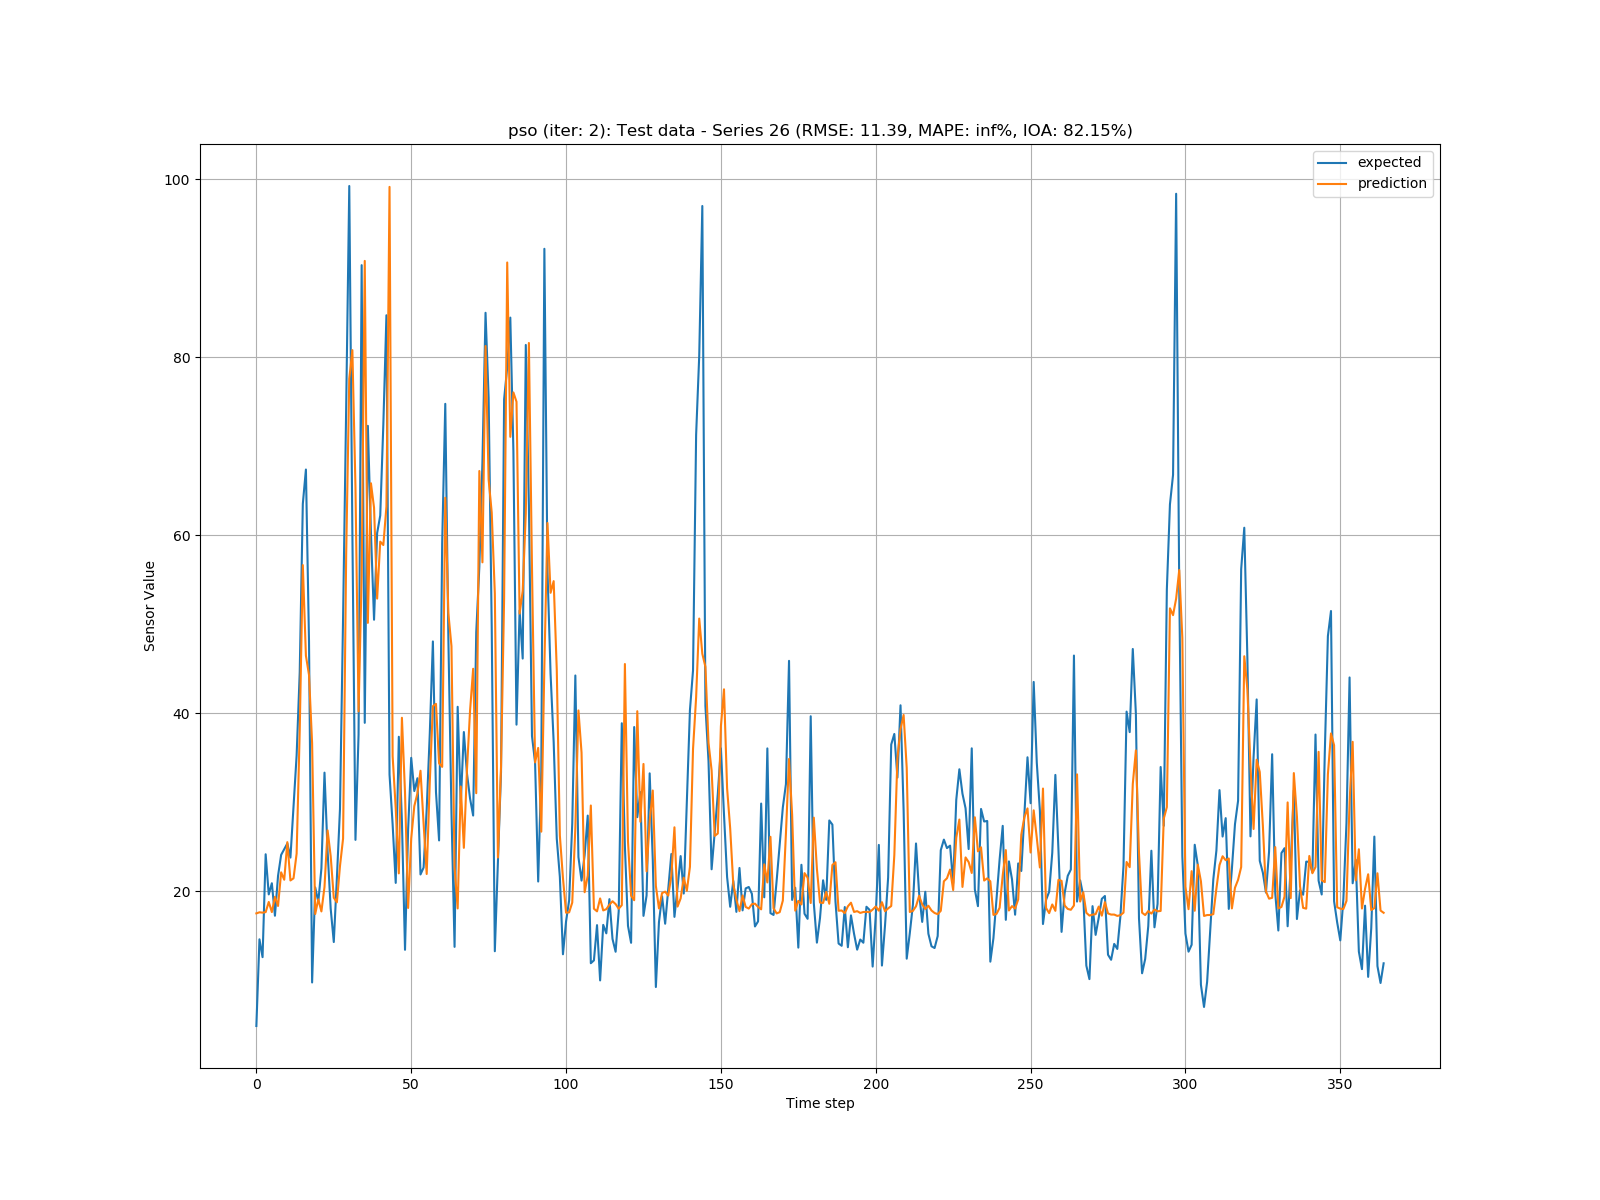 pso (iter: 2): Test data - Series 26 (RMSE: 11.39, MAPE: inf%, IOA: 82.15%)
expected
prediction
100
80
60
40
20
Sensor Value
0 50 100 150 200 250 300 350
Time step